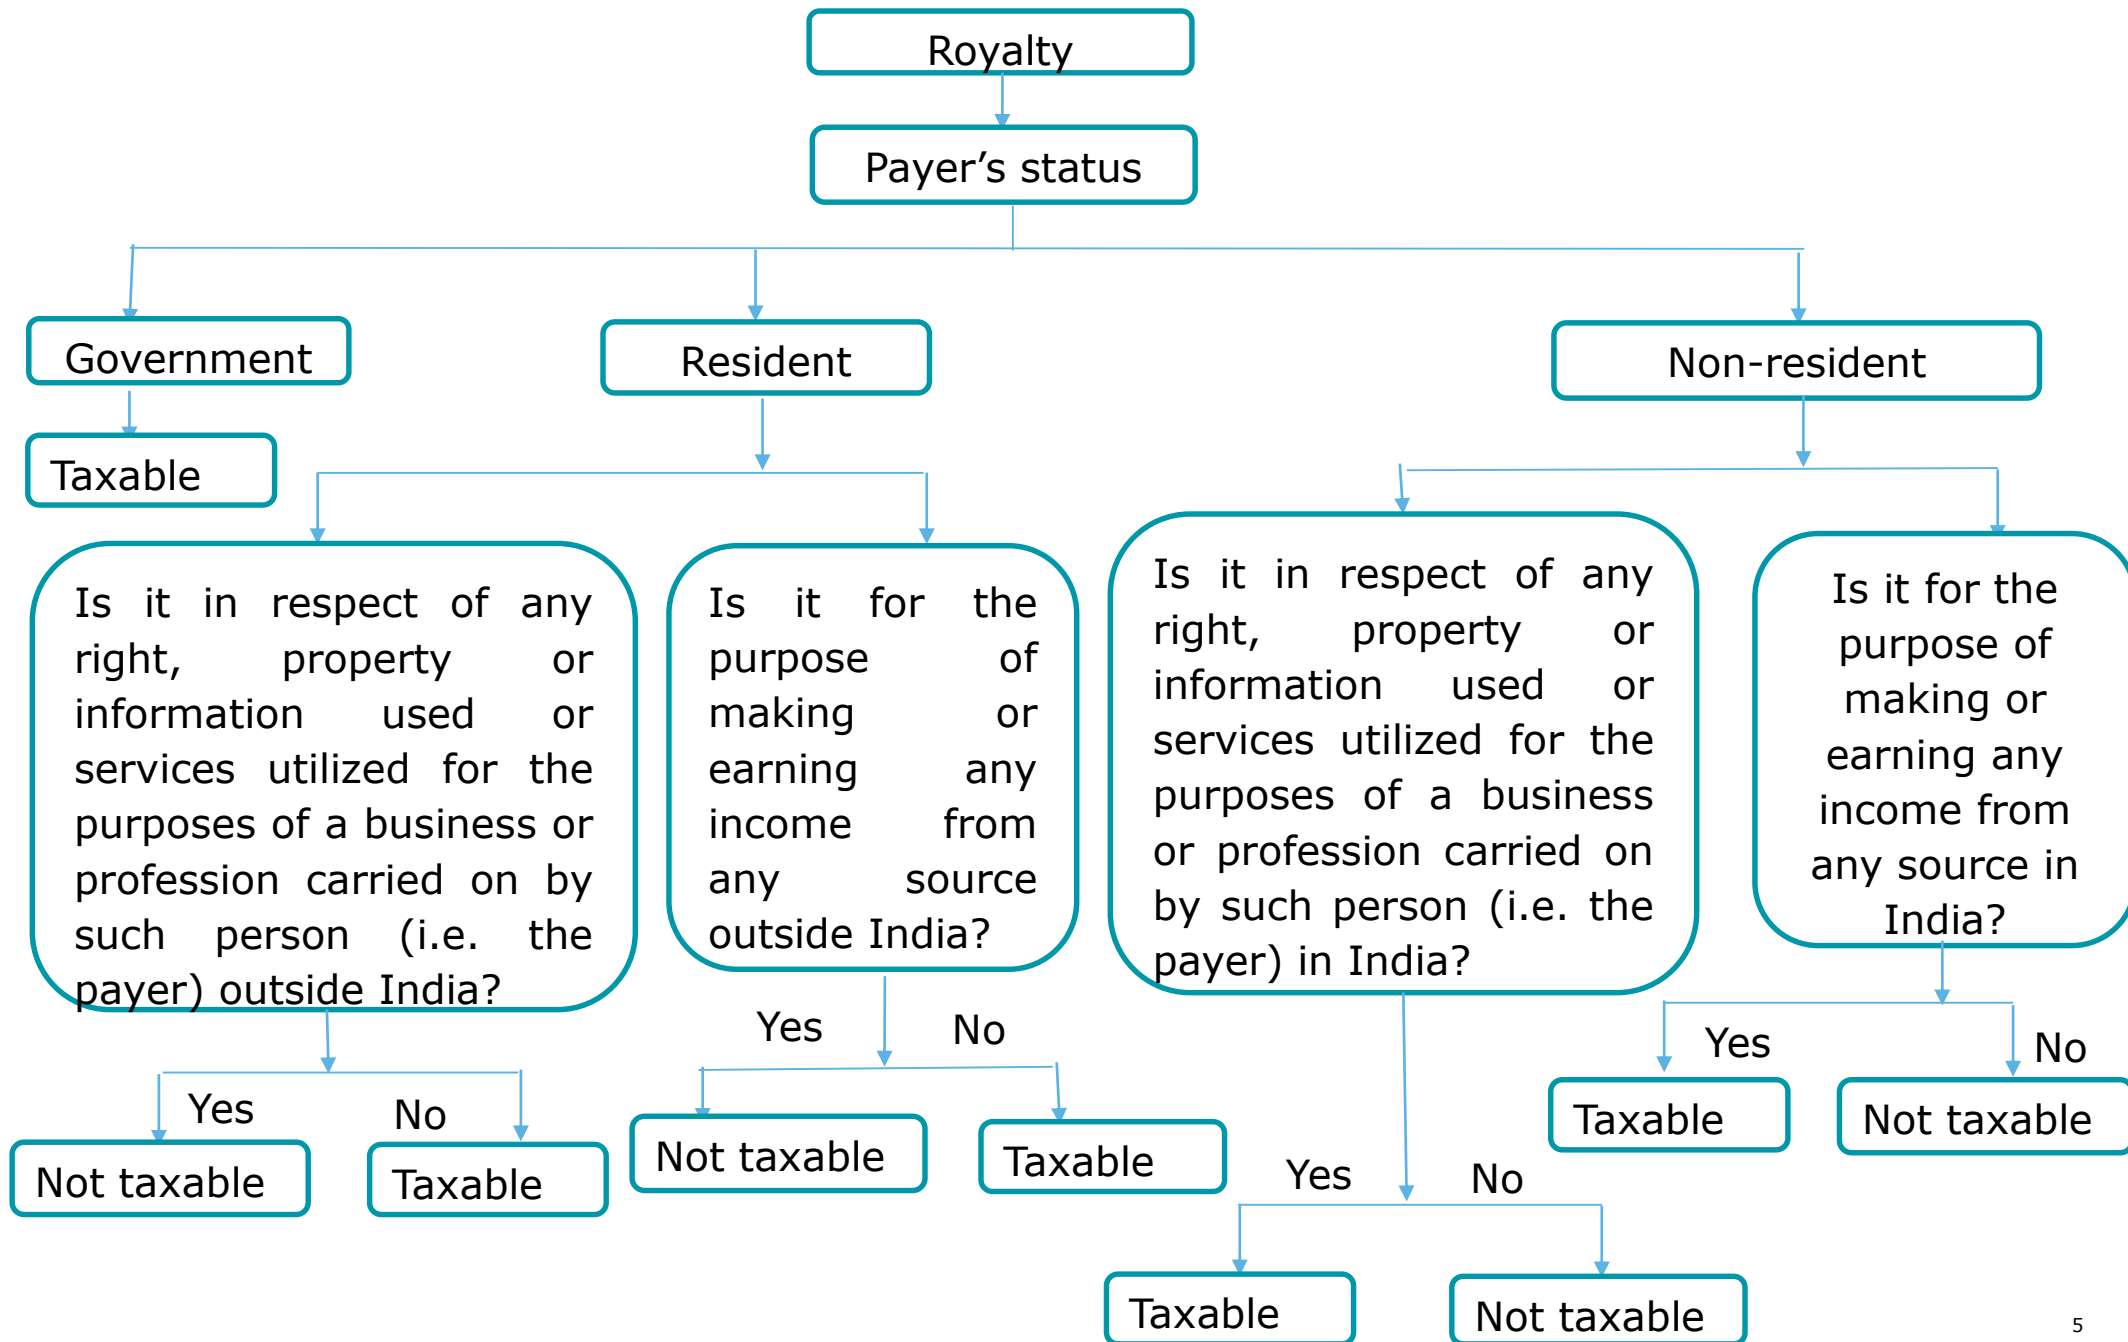 Royalty
Payer’s status
Government
Resident
Non-resident
Taxable
Is it in respect of any
right, property or
information used or
services utilized for the
purposes of a business or
profession carried on by
such person (i.e. the
payer) outside India?
Is it for the
purpose of
making or
earning any
income from
any source
outside India?
Is it in respect of any
right, property or
information used or
services utilized for the
purposes of a business
or profession carried on
by such person (i.e. the
payer) in India?
Is it for the
purpose of
making or
earning any
income from
any source in
India?
Yes
No
Not taxable
Taxable
Yes
No
Not taxable
Taxable
Yes
No
Taxable
Not taxable
Yes
No
Taxable
Not taxable
5